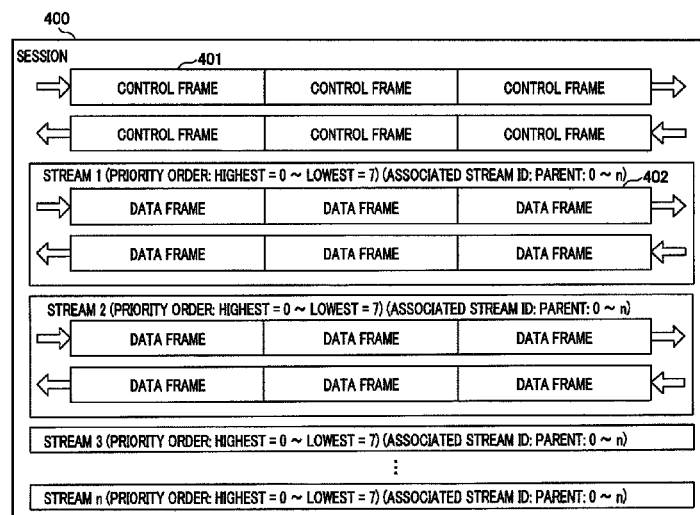 400
SESSION
401
CONTROL FRAME CONTROL FRAME CONTROL FRAME
CONTROL FRAME CONTROL FRAME CONTROL FRAME
STREAM 1 (PRIORITY ORDER: HIGHEST = 0 ~ LOWEST = 7) (ASSOCIATED STREAM ID: PARENT: 0 ~ n)
402
DATA FRAME DATA FRAME DATA FRAME
DATA FRAME DATA FRAME DATA FRAME
STREAM 2 (PRIORITY ORDER: HIGHEST = 0 ~ LOWEST = 7) (ASSOCIATED STREAM ID: PARENT: 0 ~ n)
DATA FRAME DATA FRAME DATA FRAME
DATA FRAME DATA FRAME DATA FRAME
STREAM 3 (PRIORITY ORDER: HIGHEST = 0 ~ LOWEST = 7) (ASSOCIATED STREAM ID: PARENT: 0 ~ n)
⋮
STREAM n (PRIORITY ORDER: HIGHEST = 0 ~ LOWEST = 7) (ASSOCIATED STREAM ID: PARENT: 0 ~ n)